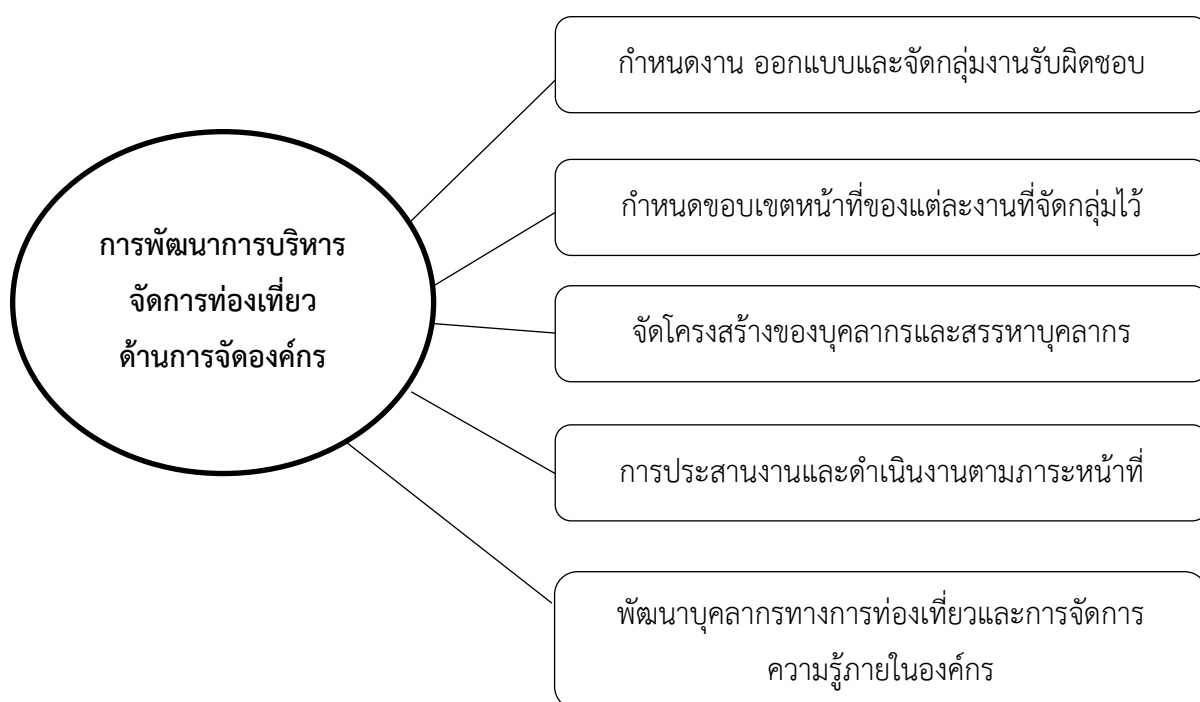 การพัฒนาการบริหาร
จัดการท่องเที่ยว
ด้านการจัดองค์กร
กำหนดงาน ออกแบบและจัดกลุ่มงานรับผิดชอบ
กำหนดขอบเขตหน้าที่ของแต่ละงานที่จัดกลุ่มไว้
จัดโครงสร้างของบุคลากรและสรรหาบุคลากร
การประสานงานและดำเนินงานตามภาระหน้าที่
พัฒนาบุคลากรทางการท่องเที่ยวและการจัดการ
ความรู้ภายในองค์กร